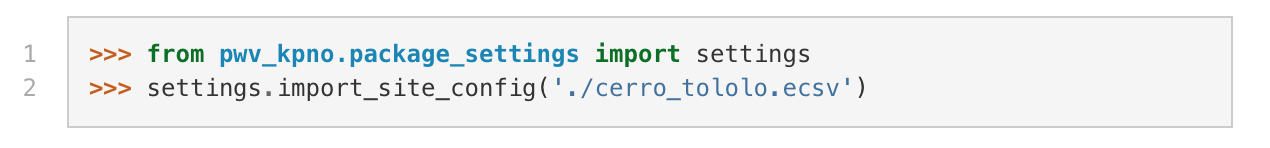 1 >>> from pwv_kpno.package_settings import settings
2 >>> settings.import_site_config('./cerro_tololo.ecsv')